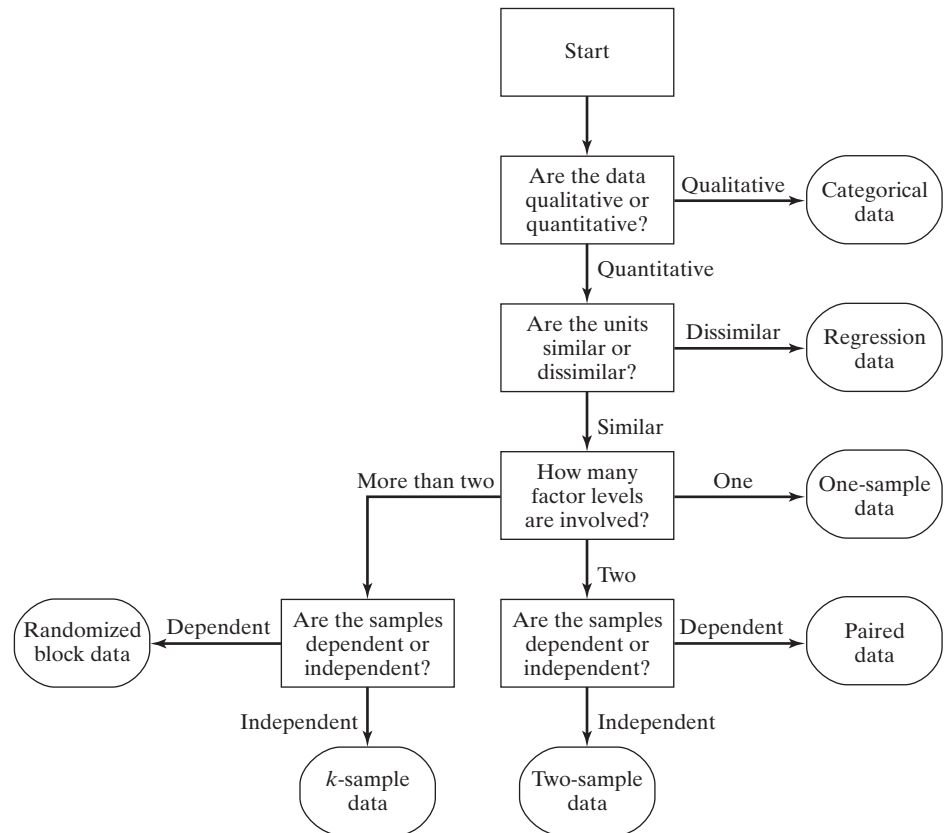 Start
Are the data
qualitative or
quantitative?
Qualitative
Categorical
data
Quantitative
Are the units
similar or
dissimilar?
Dissimilar
Regression
data
Similar
More than two
How many
factor levels
are involved?
One
One-sample
data
Two
Randomized
block data
Dependent
Are the samples
dependent or
independent?
Are the samples
dependent or
independent?
Dependent
Paired
data
Independent
Independent
k-sample
data
Two-sample
data